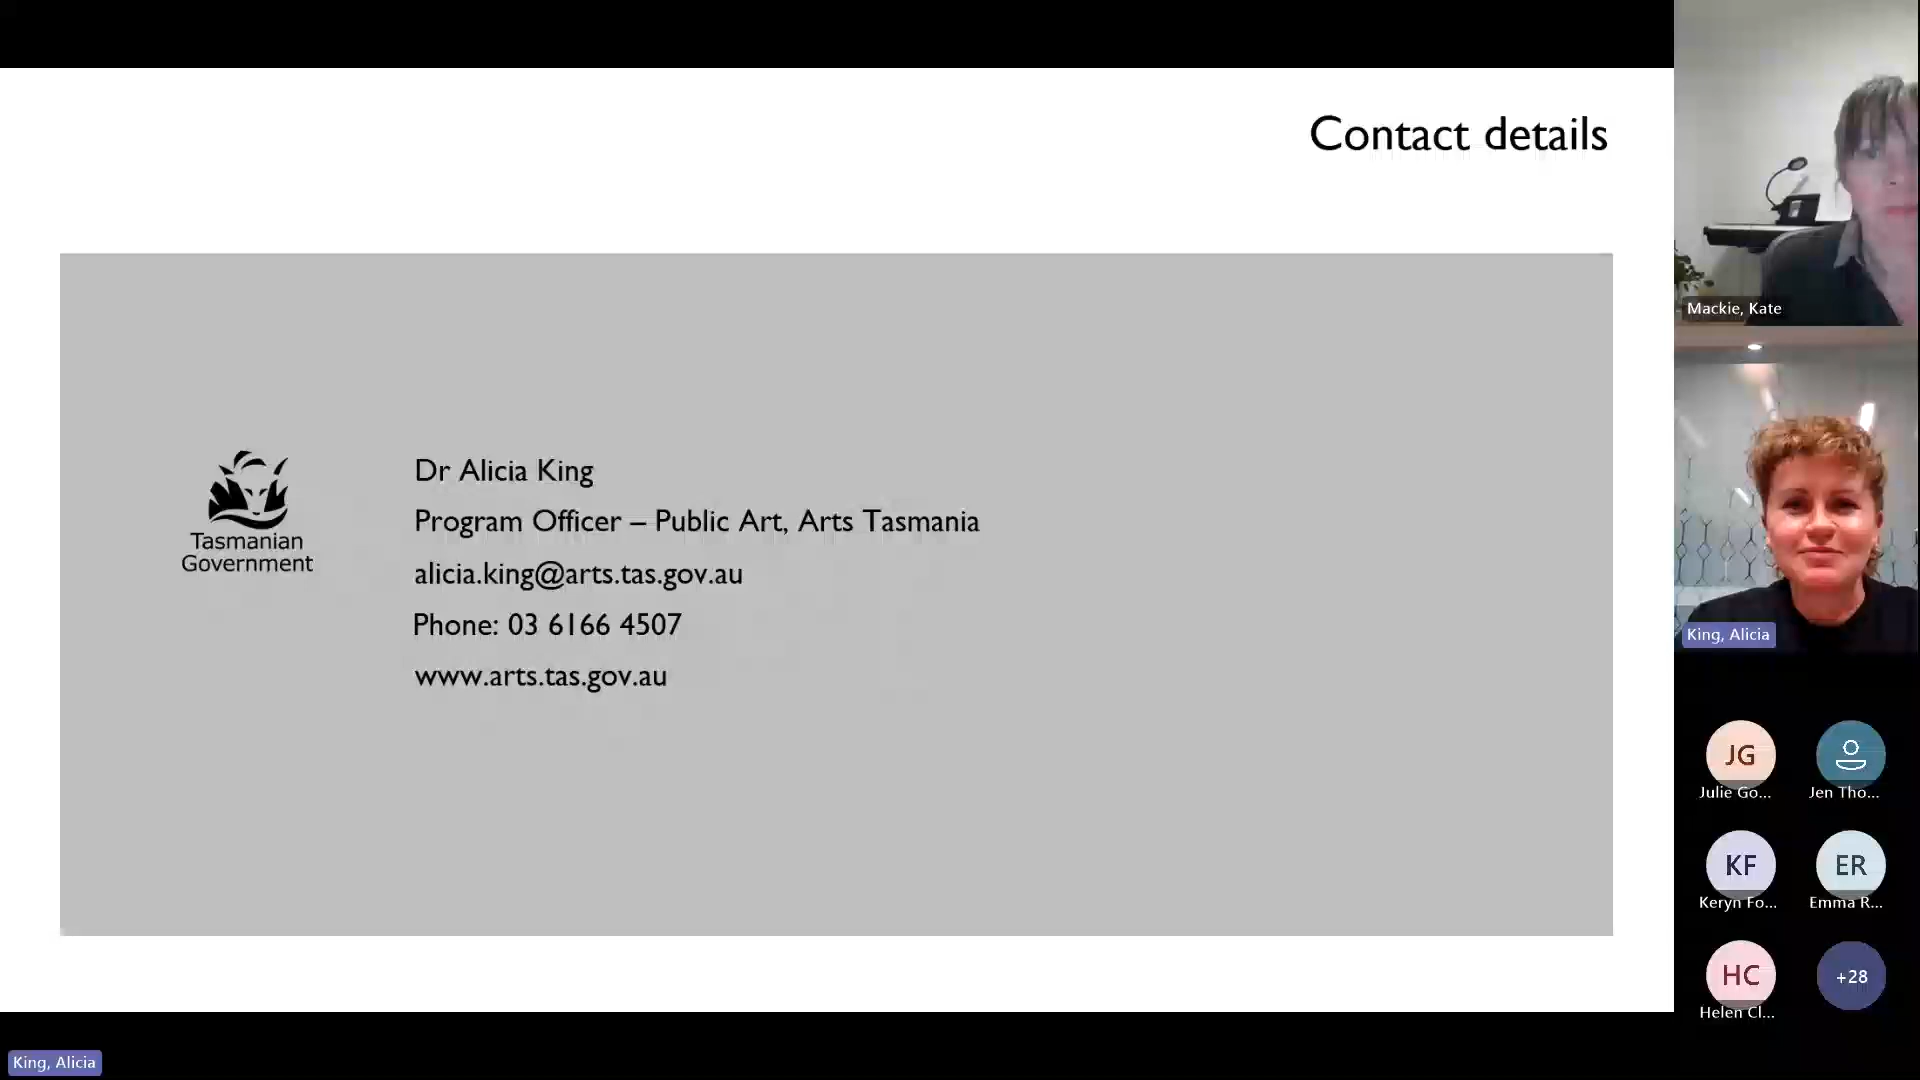 Contact details
Tasmanian
Government
Dr Alicia King
Program Officer – Public Art, Arts Tasmania
alicia.king@arts.tas.gov.au
Phone: 03 6166 4507
www.arts.tas.gov.au
Mackie, Kate
King, Alicia
JG
Julie Go...
Jen Tho...
KF
Keryn Fo...
ER
Emma R...
HC
Helen Cl...
+28
King, Alicia